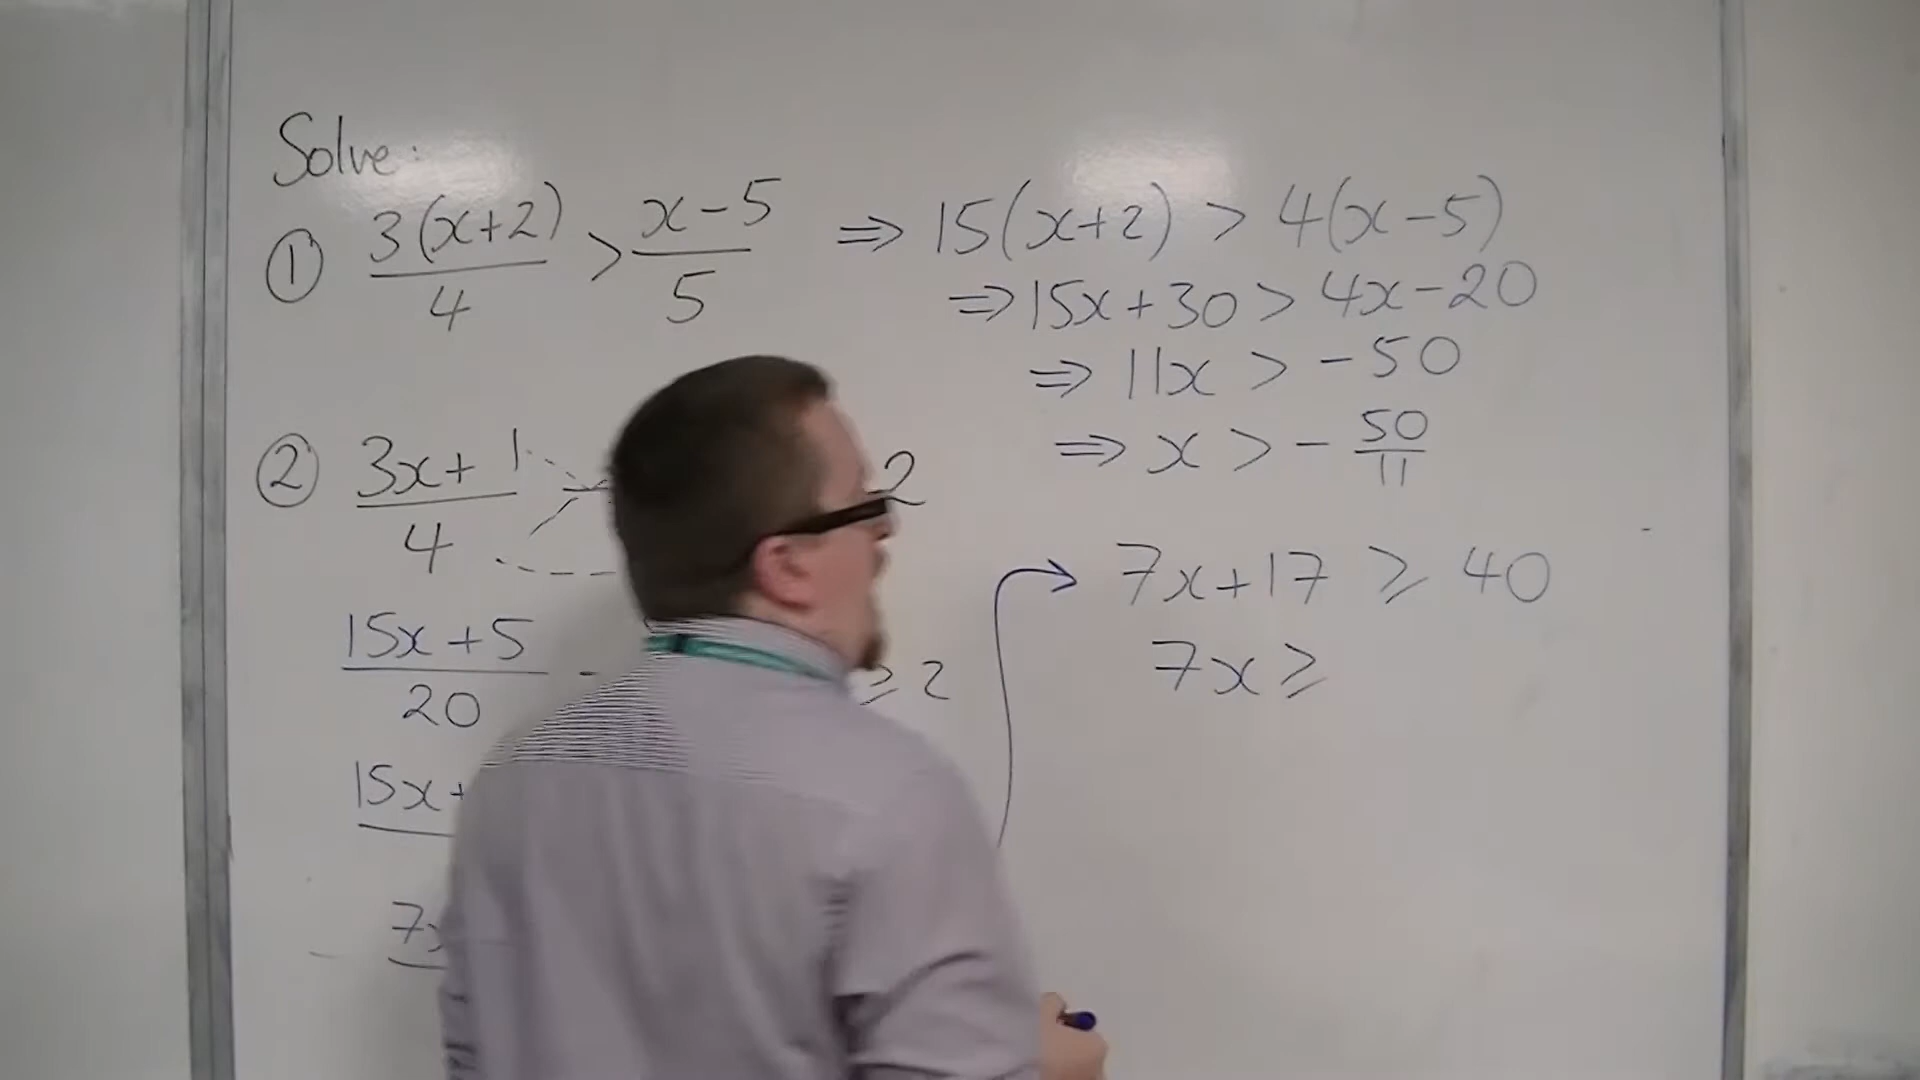 Solve:
① 3(x+2)/4 > x-5/5 ⇒ 15(x+2) > 4(x-5)
⇒ 15x+30 > 4x-20
⇒ 11x > -50
⇒ x > -50/11
② 3x+1/4 2
15x+5/20 - ≥ 2
15x+
7x
7x+17 ≥ 40
7x ≥